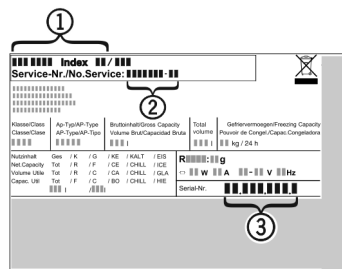 1
Index /
Service-Nr./No.Service: -
2
Klasse/Class Ap-Typ/AP-Type Bruttoinhalt/Gross Capacity Total Gefriervermoegen/Freezing Capacity
Classe/Clase AP-Type/AP-Tipo Volume Brut/Capacidad Bruta volume Pouvoir de Congel./Capac.Congeladora
l l kg / 24 h
Nutzinhalt Ges / K / G / KE / KALT / EIS
Net.Capacity Tot / R / F / CE / CHILL / ICE
Volume Utile Tot / R / C / CA / CHILL / GLA
Capac. Util Tot / F / C / BO / CHILL / HIE
l / l
R : g
W A - V Hz
Serial-Nr. . . .
3